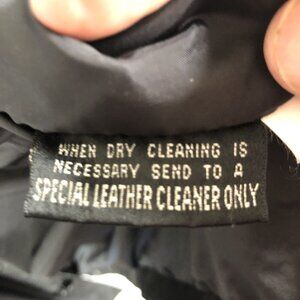 WHEN DRY CLEANING IS
NECESSARY SEND TO A
SPECIAL LEATHER CLEANER ONLY